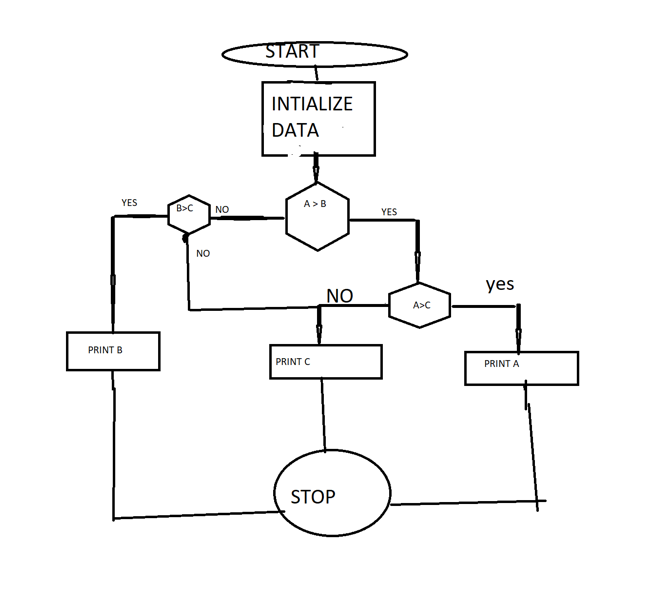 START
INTIALIZE
DATA
A > B
B>C
YES
NO
YES
NO
A>C
NO
yes
PRINT B
PRINT C
PRINT A
STOP